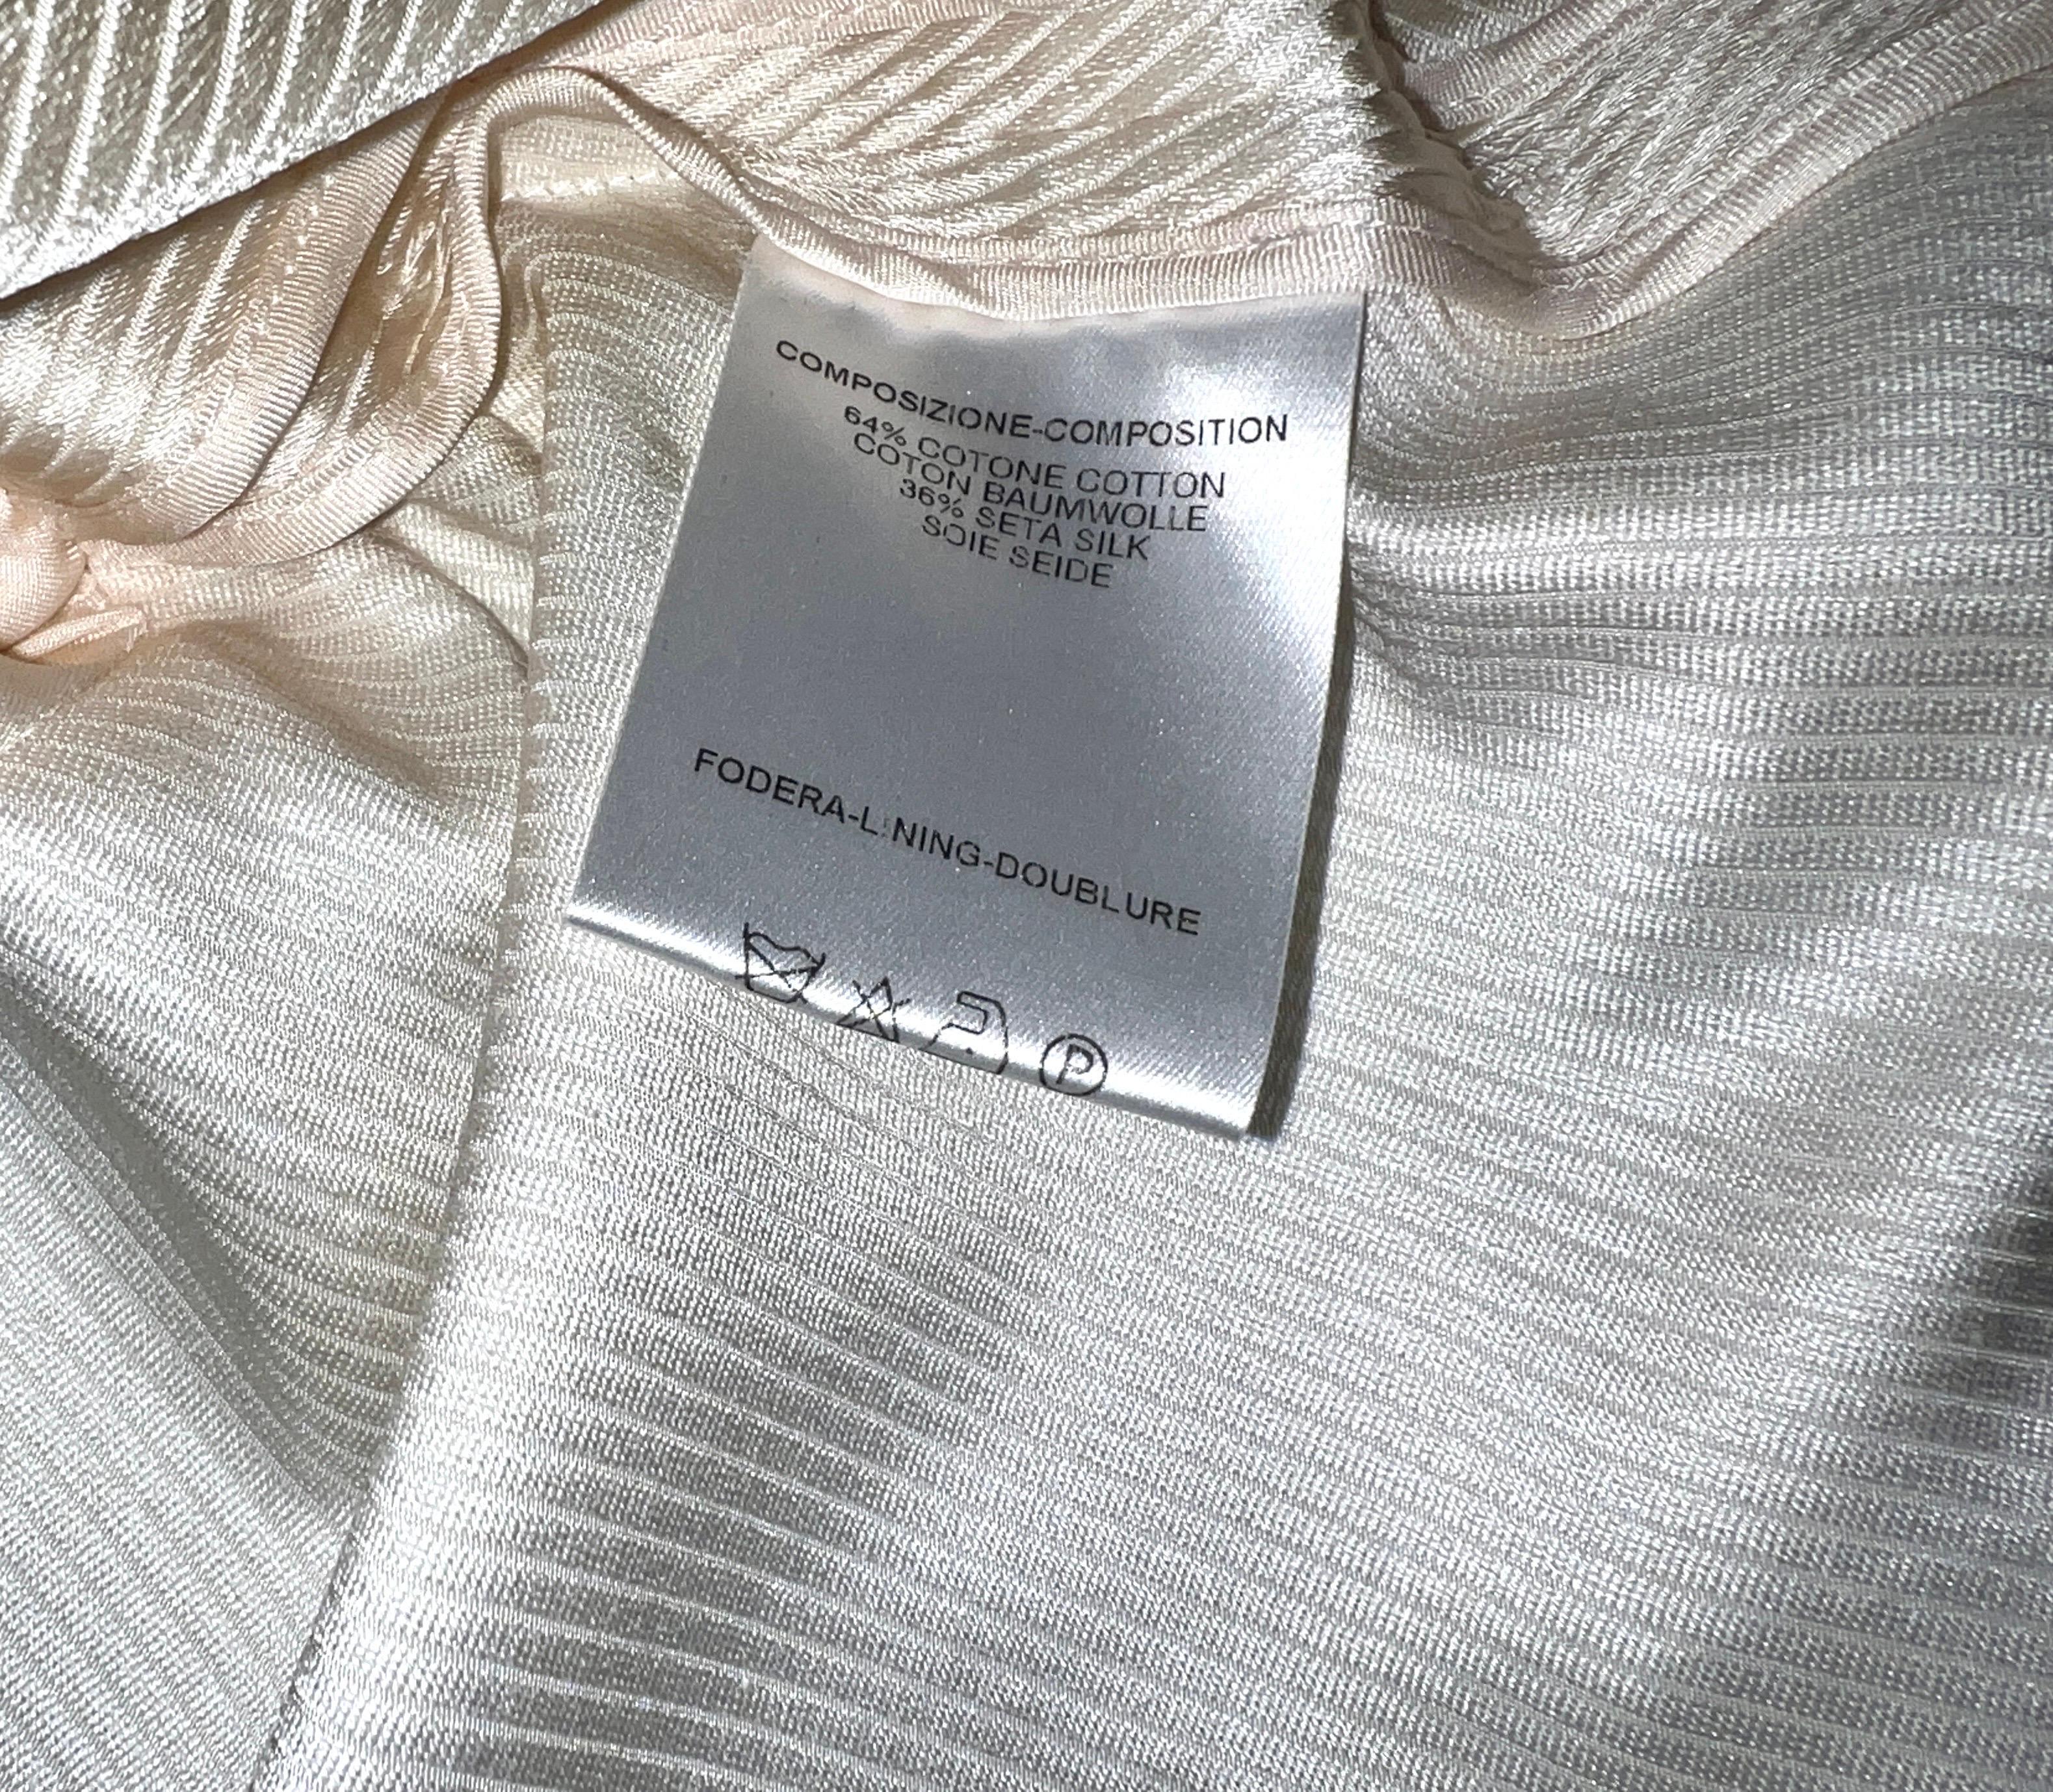 COMPOSIZIONE-COMPOSITION
64% COTONE COTTON
COTON BAUMWOLLE
36% SETA SILK
SOIE SEIDE
FODERA-LINING-DOUBLURE
P